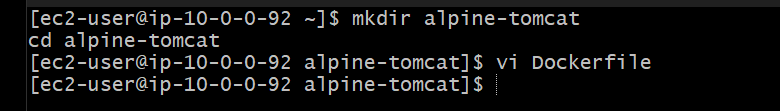 [ec2-user@ip-10-0-0-92 ~]$ mkdir alpine-tomcat
cd alpine-tomcat
[ec2-user@ip-10-0-0-92 alpine-tomcat]$ vi Dockerfile
[ec2-user@ip-10-0-0-92 alpine-tomcat]$